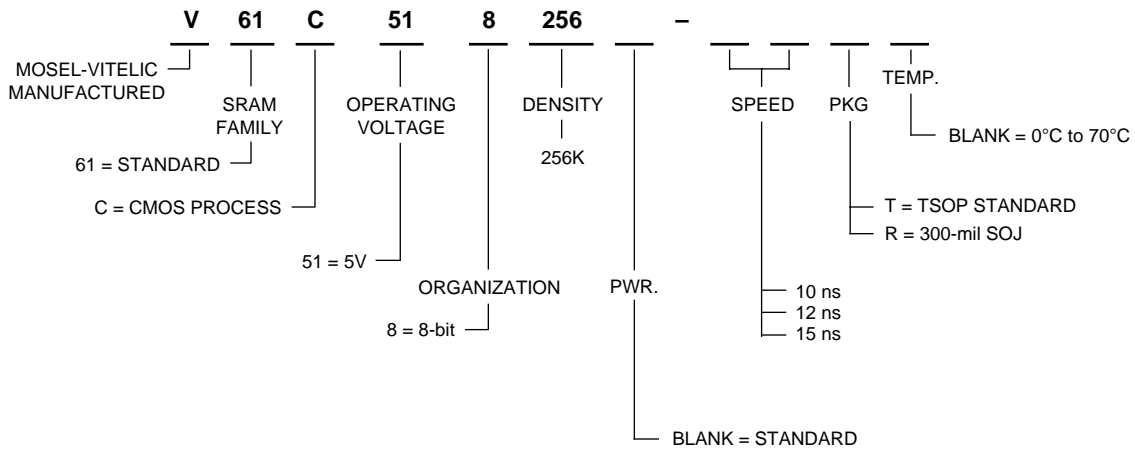 V 61 C 51 8 256 –
MOSEL-VITELIC
MANUFACTURED
SRAM
FAMILY
OPERATING
VOLTAGE
DENSITY
256K
SPEED
PKG
TEMP.
BLANK = 0°C to 70°C
61 = STANDARD
C = CMOS PROCESS
T = TSOP STANDARD
R = 300-mil SOJ
51 = 5V
ORGANIZATION
PWR.
8 = 8-bit
10 ns
12 ns
15 ns
BLANK = STANDARD